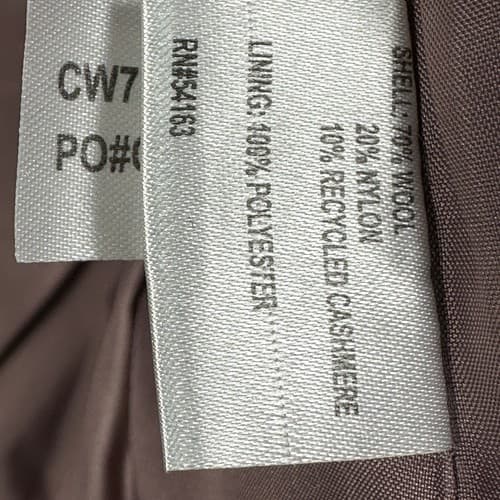 SHELL: 70% WOOL
20% NYLON
10% RECYCLED CASHMERE
LINING: 100% POLYESTER
RN#54163
CW7
PO#